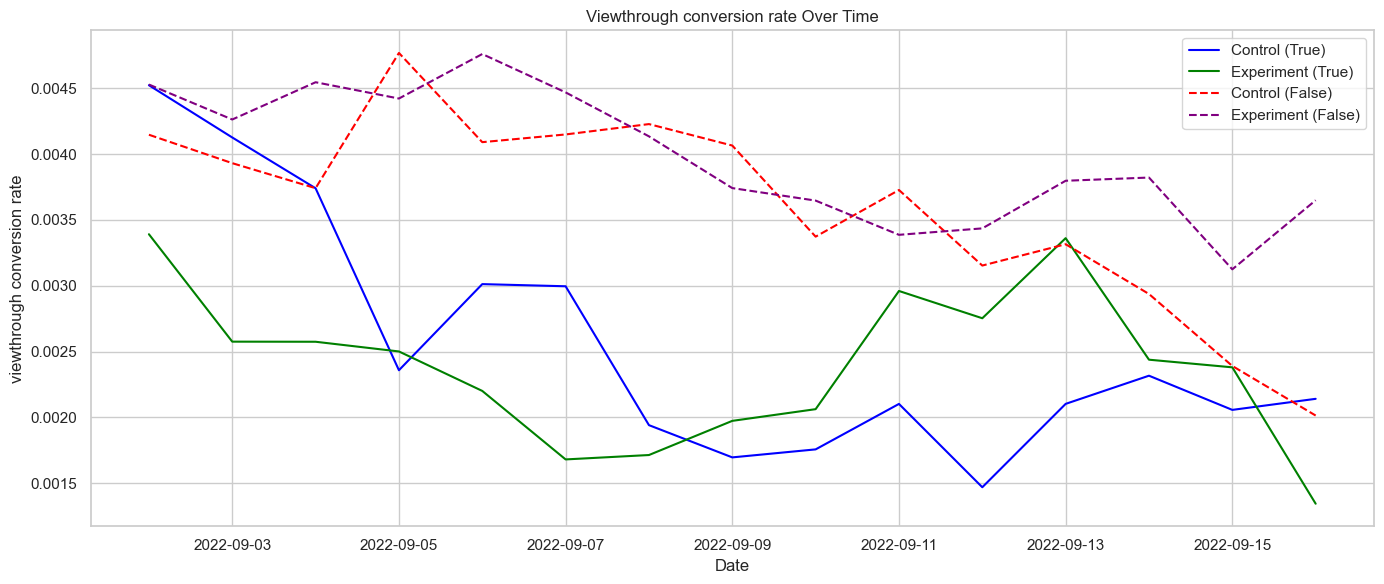 Viewthrough conversion rate Over Time
Control (True)
Experiment (True)
Control (False)
Experiment (False)
viewthrough conversion rate
0.0045
0.0040
0.0035
0.0030
0.0025
0.0020
0.0015
2022-09-03
2022-09-05
2022-09-07
2022-09-09
2022-09-11
2022-09-13
2022-09-15
Date